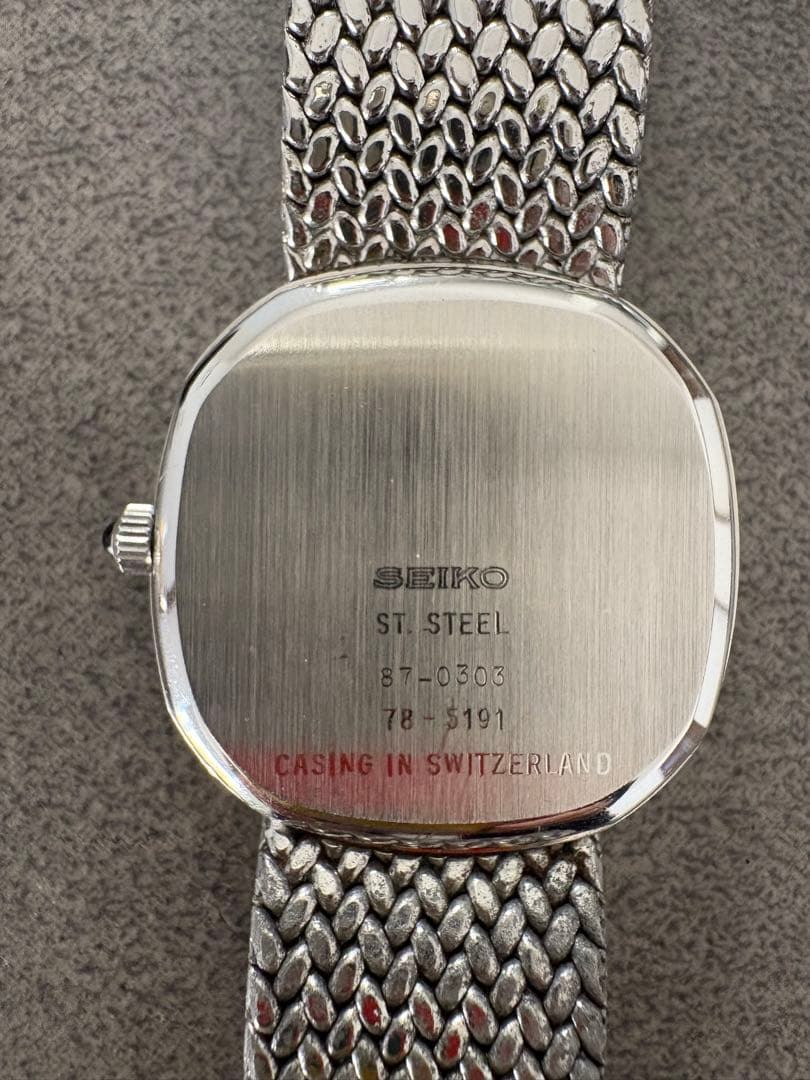 SEIKO
ST. STEEL
87-0303
78-5191
CASING IN SWITZERLAND